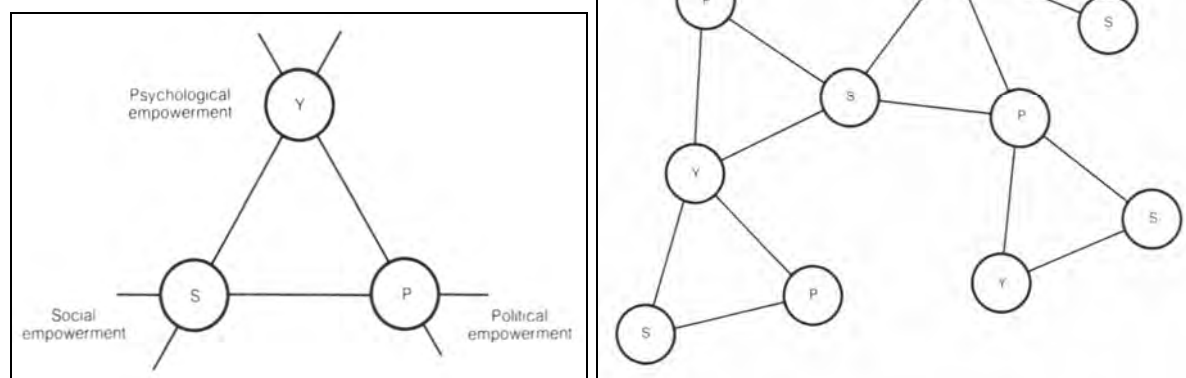 Psychological
empowerment
Y
S
P
Social
empowerment
Political
empowerment
S
S
P
Y
S
P
Y
S